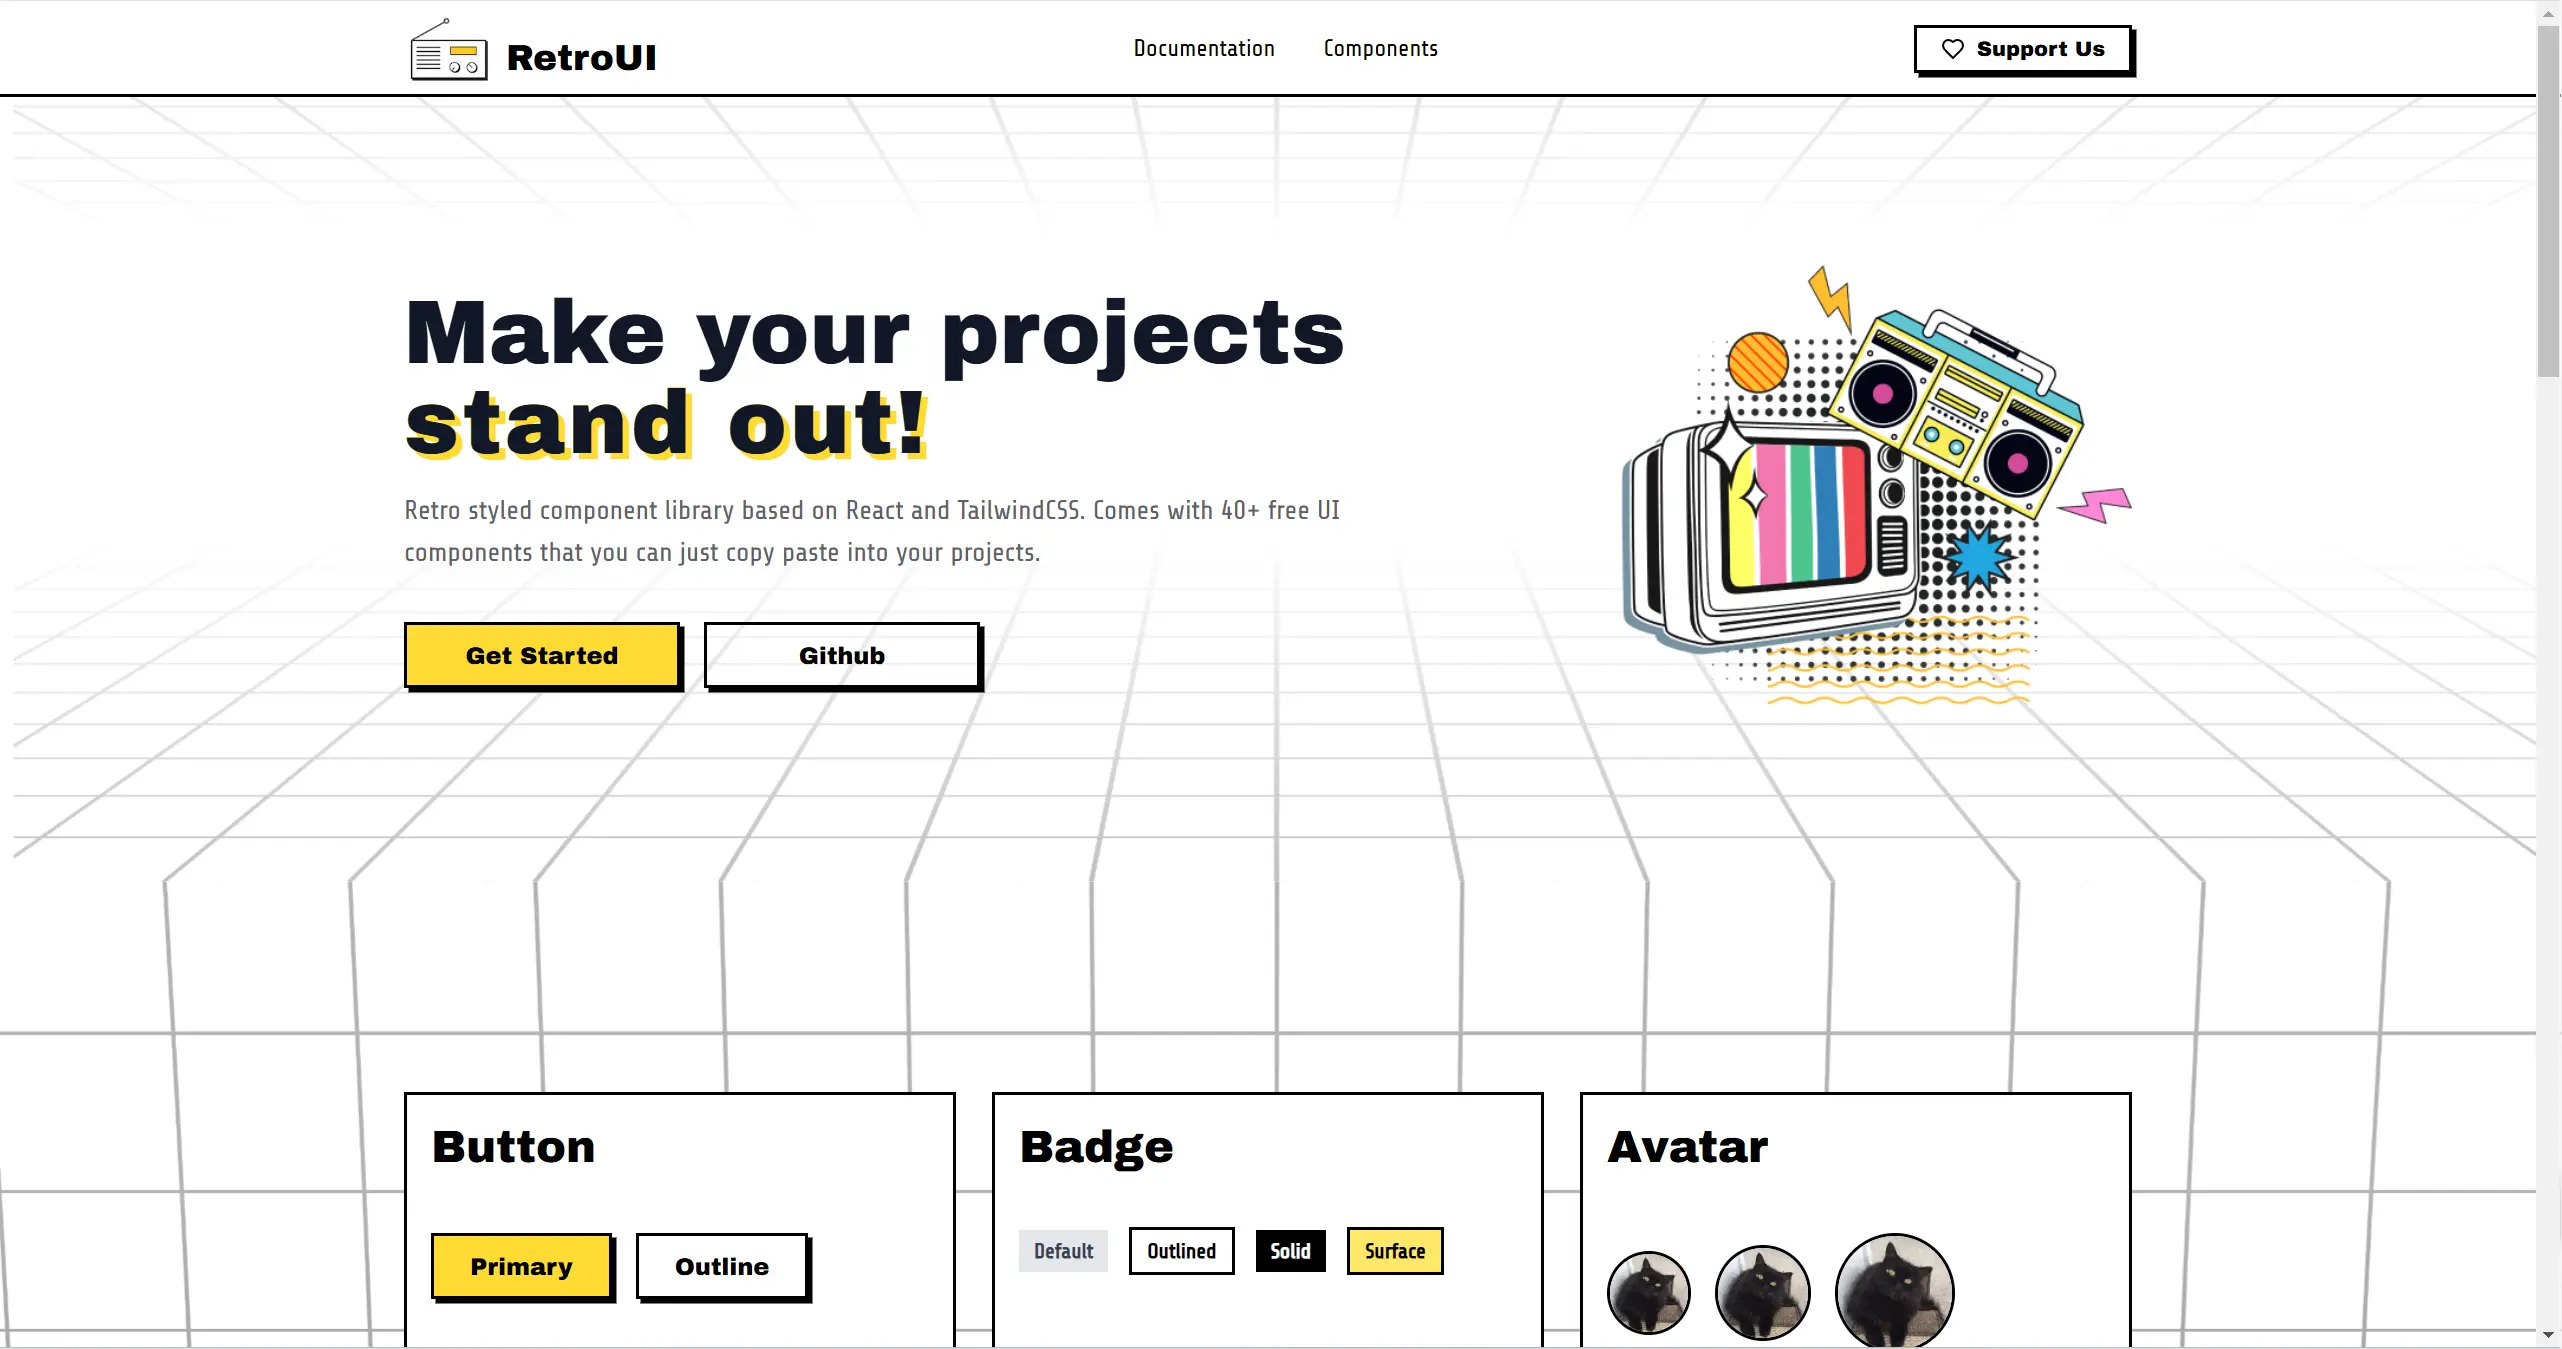 RetroUI
Documentation
Components
Support Us
Make your projects
stand out!
Retro styled component library based on React and TailwindCSS. Comes with 40+ free UI
components that you can just copy paste into your projects.
Get Started
Github
Button
Badge
Avatar
Primary
Outline
Default
Outlined
Solid
Surface